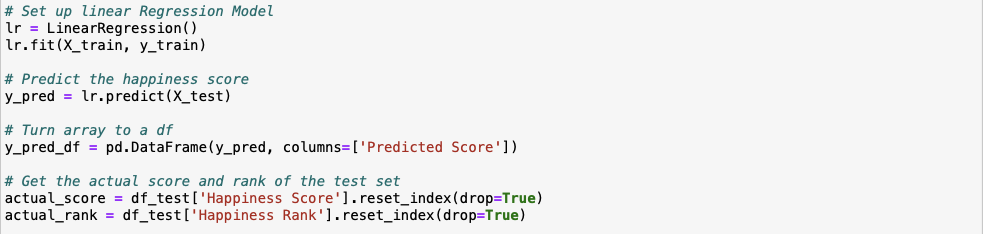 # Set up linear Regression Model
lr = LinearRegression()
lr.fit(X_train, y_train)
# Predict the happiness score
y_pred = lr.predict(X_test)
# Turn array to a df
y_pred_df = pd.DataFrame(y_pred, columns=['Predicted Score'])
# Get the actual score and rank of the test set
actual_score = df_test['Happiness Score'].reset_index(drop=True)
actual_rank = df_test['Happiness Rank'].reset_index(drop=True)